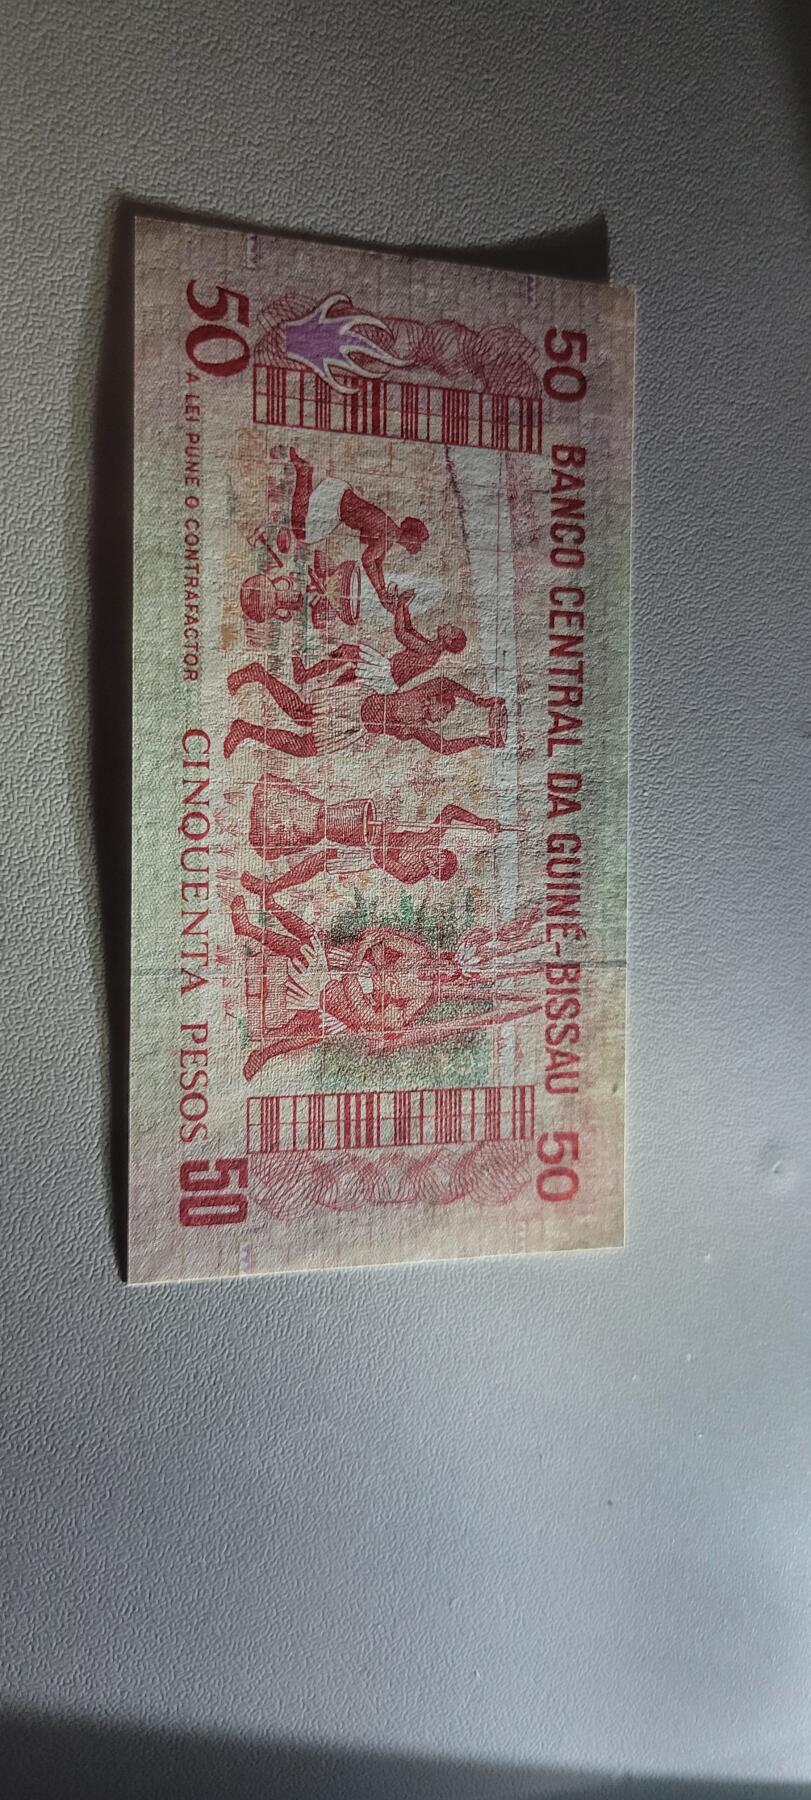 50 BANCO CENTRAL DA GUINÉ-BISSAU 50
50 A LEI PUNE O CONTRAFACTOR CINQUENTA PESOS 50